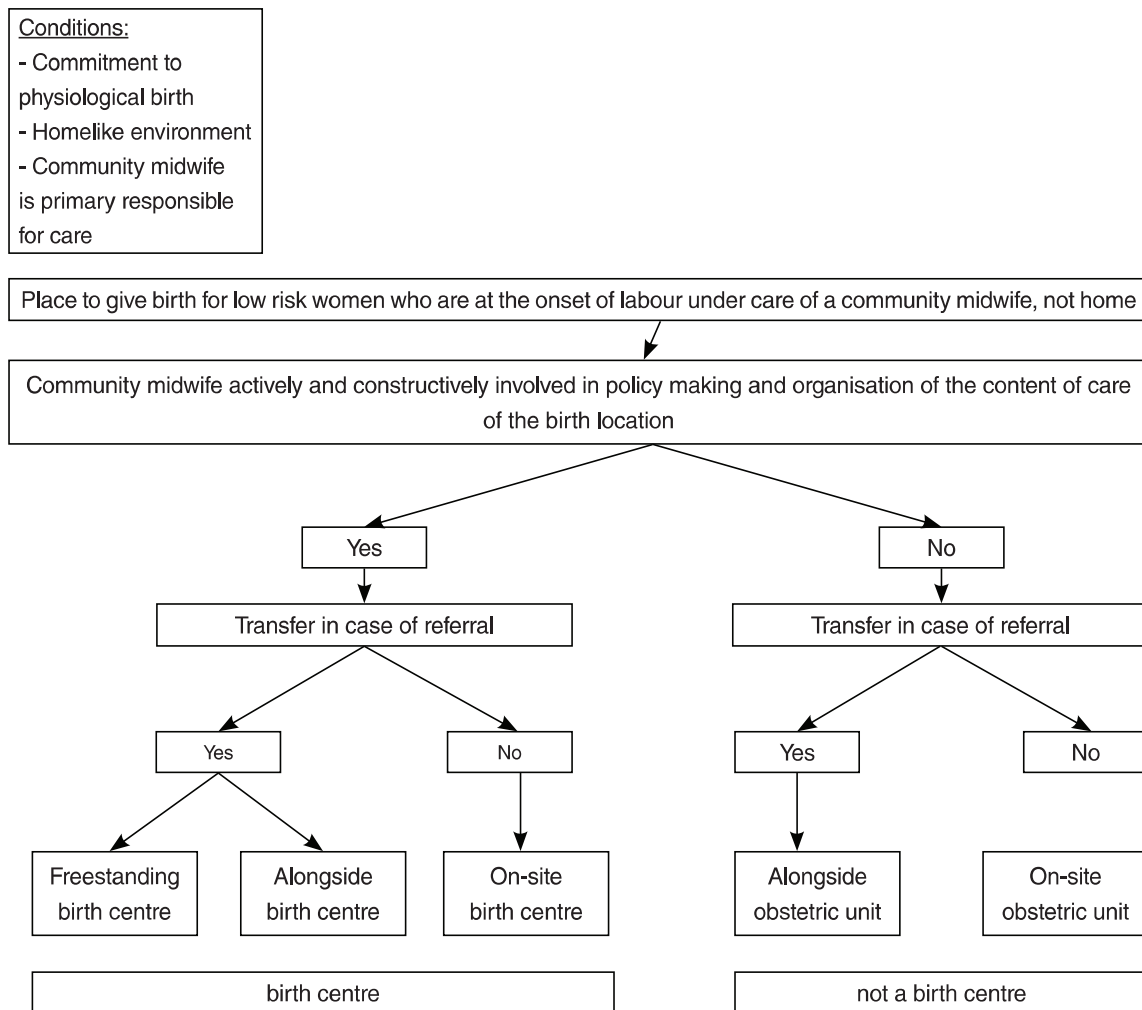 Conditions:
- Commitment to
physiological birth
- Homelike environment
- Community midwife
is primary responsible
for care
Place to give birth for low risk women who are at the onset of labour under care of a community midwife, not home
Community midwife actively and constructively involved in policy making and organisation of the content of care
of the birth location
Yes
No
Transfer in case of referral
Transfer in case of referral
Yes
No
Yes
No
Freestanding
birth centre
Alongside
birth centre
On-site
birth centre
Alongside
obstetric unit
On-site
obstetric unit
birth centre
not a birth centre